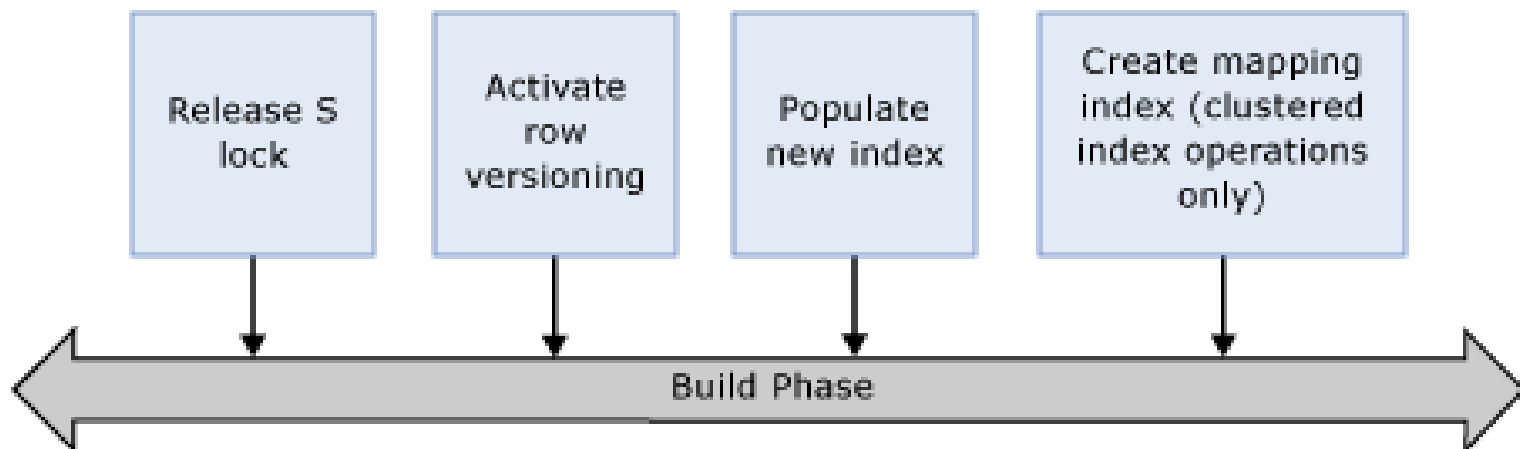 Release S
lock
Activate
row
versioning
Populate
new index
Create mapping
index (clustered
index operations
only)
Build Phase